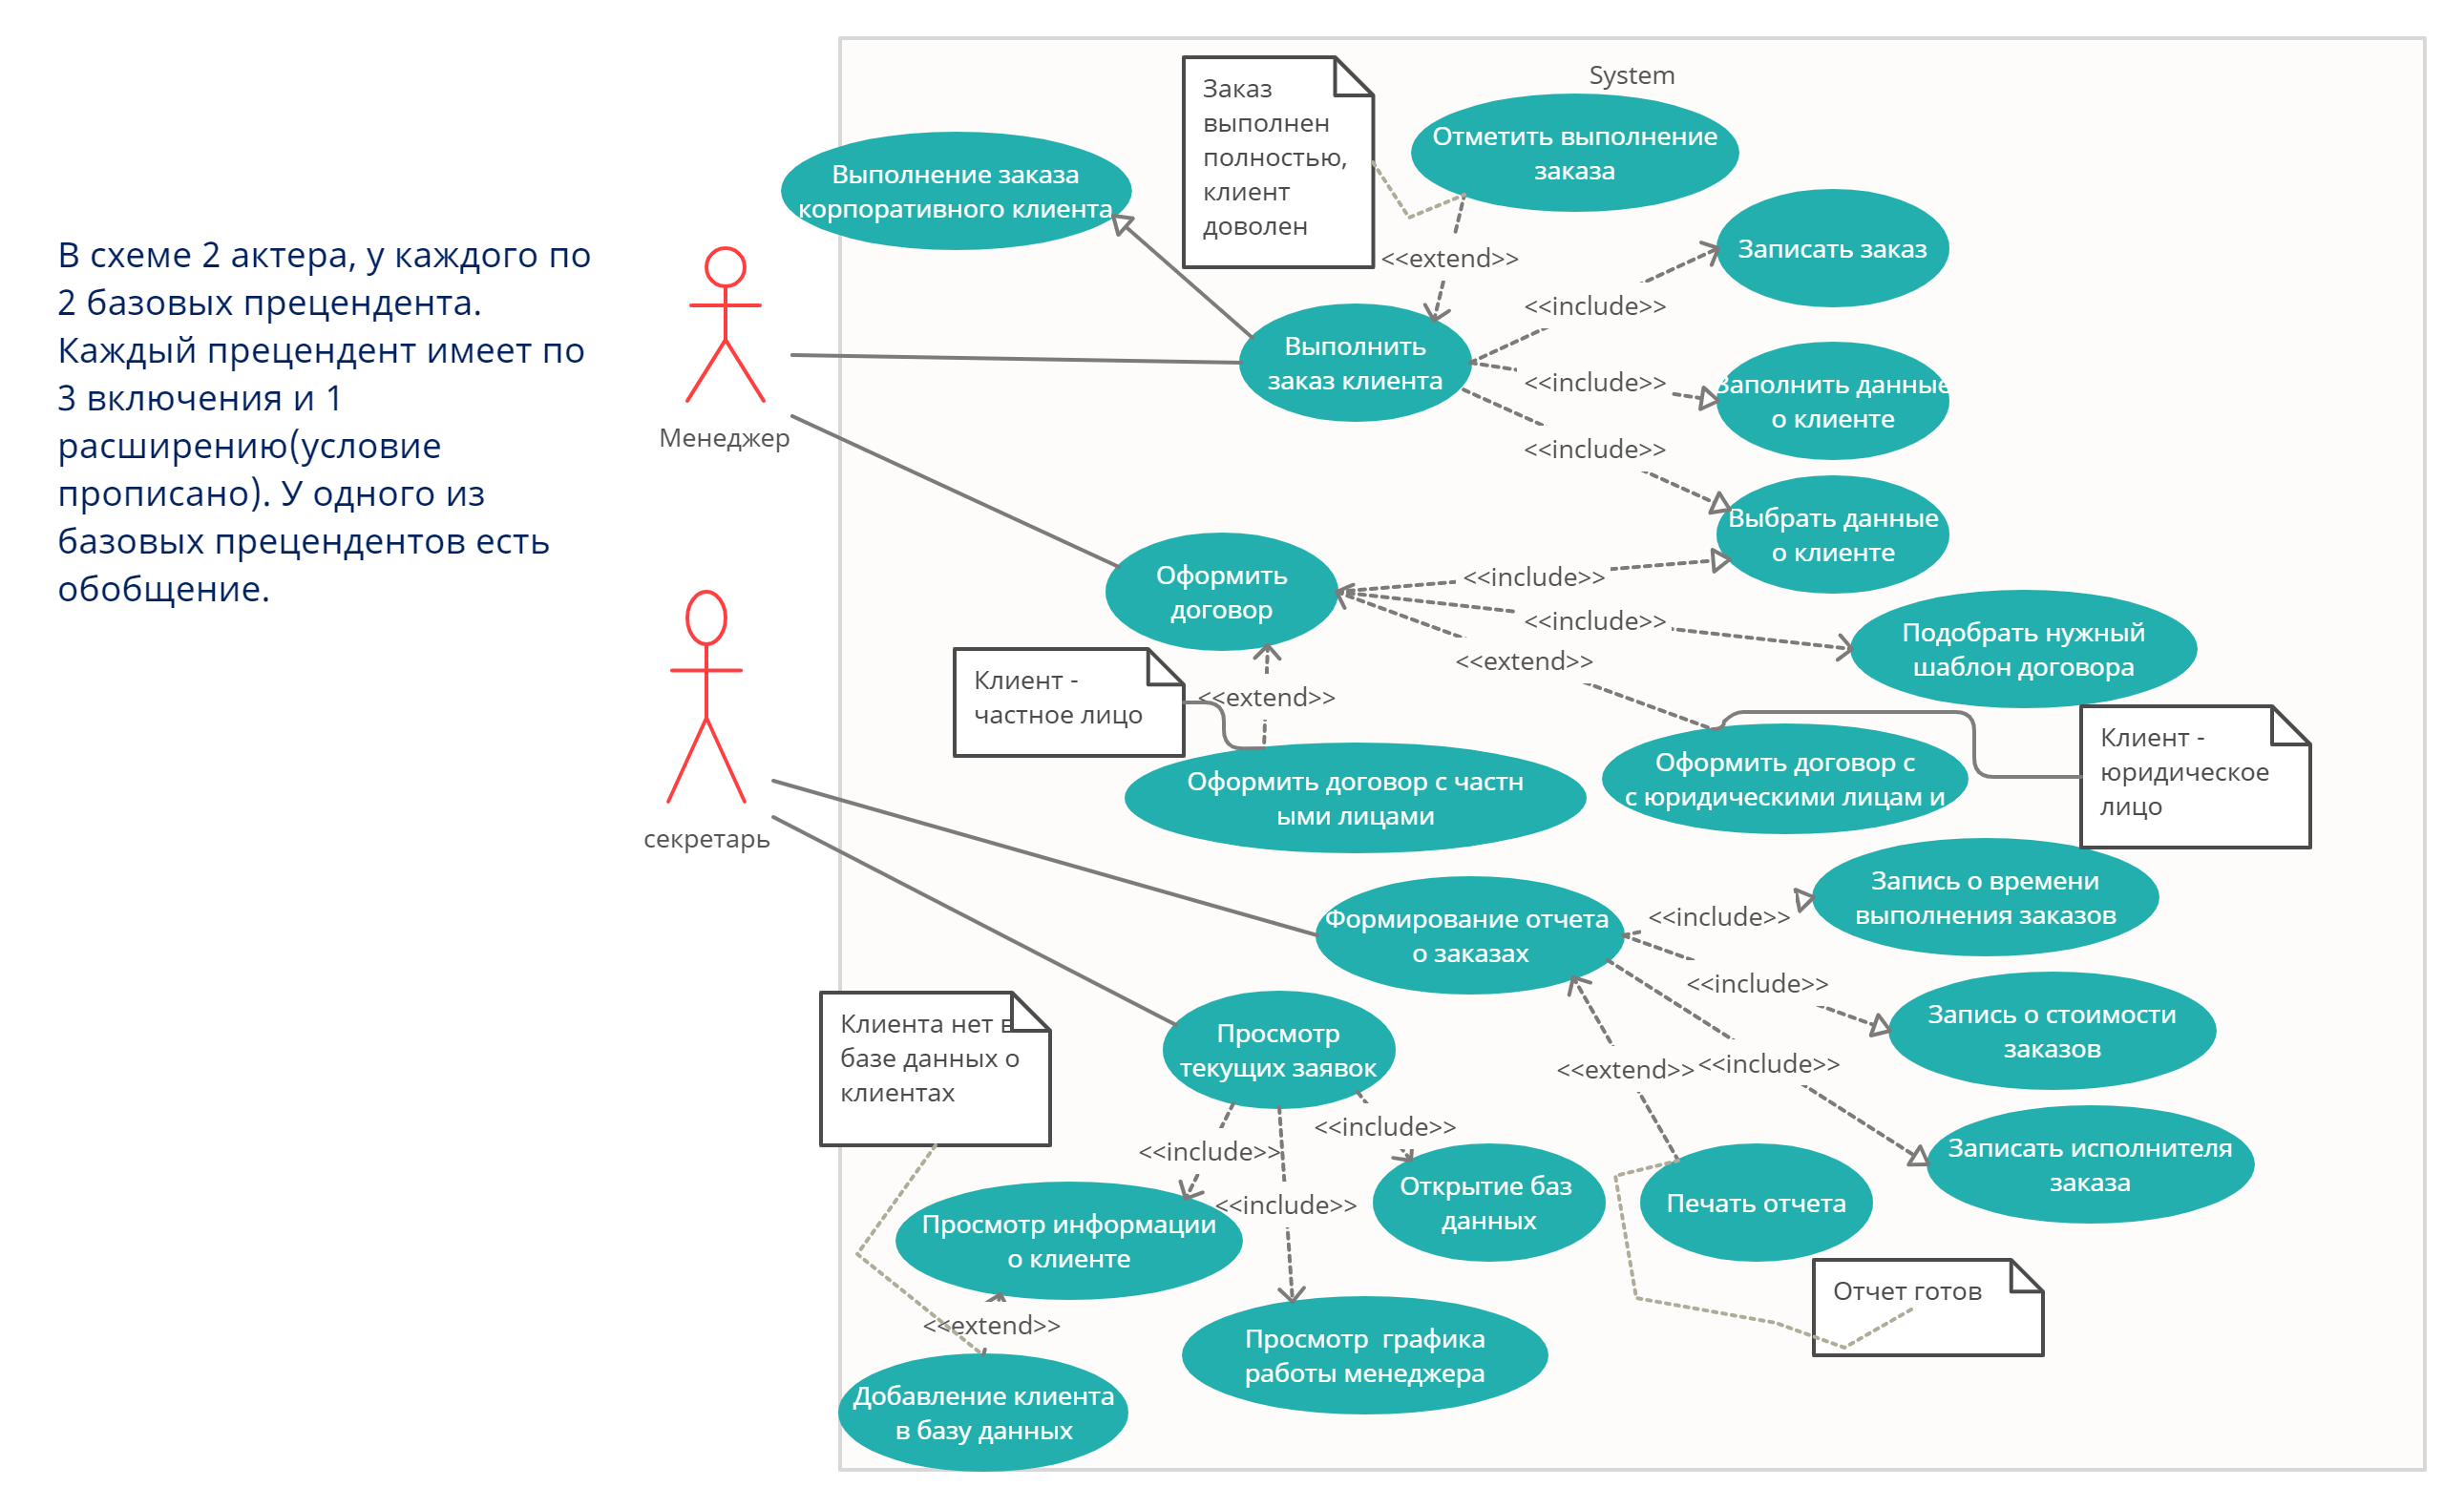 В схеме 2 актера, у каждого по
2 базовых прецендента.
Каждый прецендент имеет по
3 включения и 1
расширению(условие
прописано). У одного из
базовых прецендентов есть
обобщение.
Менеджер
секретарь
System
Заказ
выполнен
полностью,
клиент
доволен
Отметить выполнение
заказа
Выполнение заказа
корпоративного клиента
<<extend>>
Записать заказ
<<include>>
Выполнить
заказ клиента
<<include>>
Заполнить данные
о клиенте
<<include>>
Выбрать данные
о клиенте
Оформить
договор
<<include>>
<<include>>
<<extend>>
Подобрать нужный
шаблон договора
Клиент -
частное лицо
<<extend>>
Оформить договор с частн
ыми лицами
Оформить договор с
с юридическими лицам и
Клиент -
юридическое
лицо
Формирование отчета
о заказах
<<include>>
Запись о времени
выполнения заказов
<<include>>
Запись о стоимости
заказов
<<extend>>
<<include>>
Записать исполнителя
заказа
Клиента нет в
базе данных о
клиентах
Просмотр
текущих заявок
<<include>>
<<include>>
<<include>>
Открытие баз
данных
Печать отчета
Просмотр информации
о клиенте
Отчет готов
<<extend>>
Просмотр  графика
работы менеджера
Добавление клиента
в базу данных